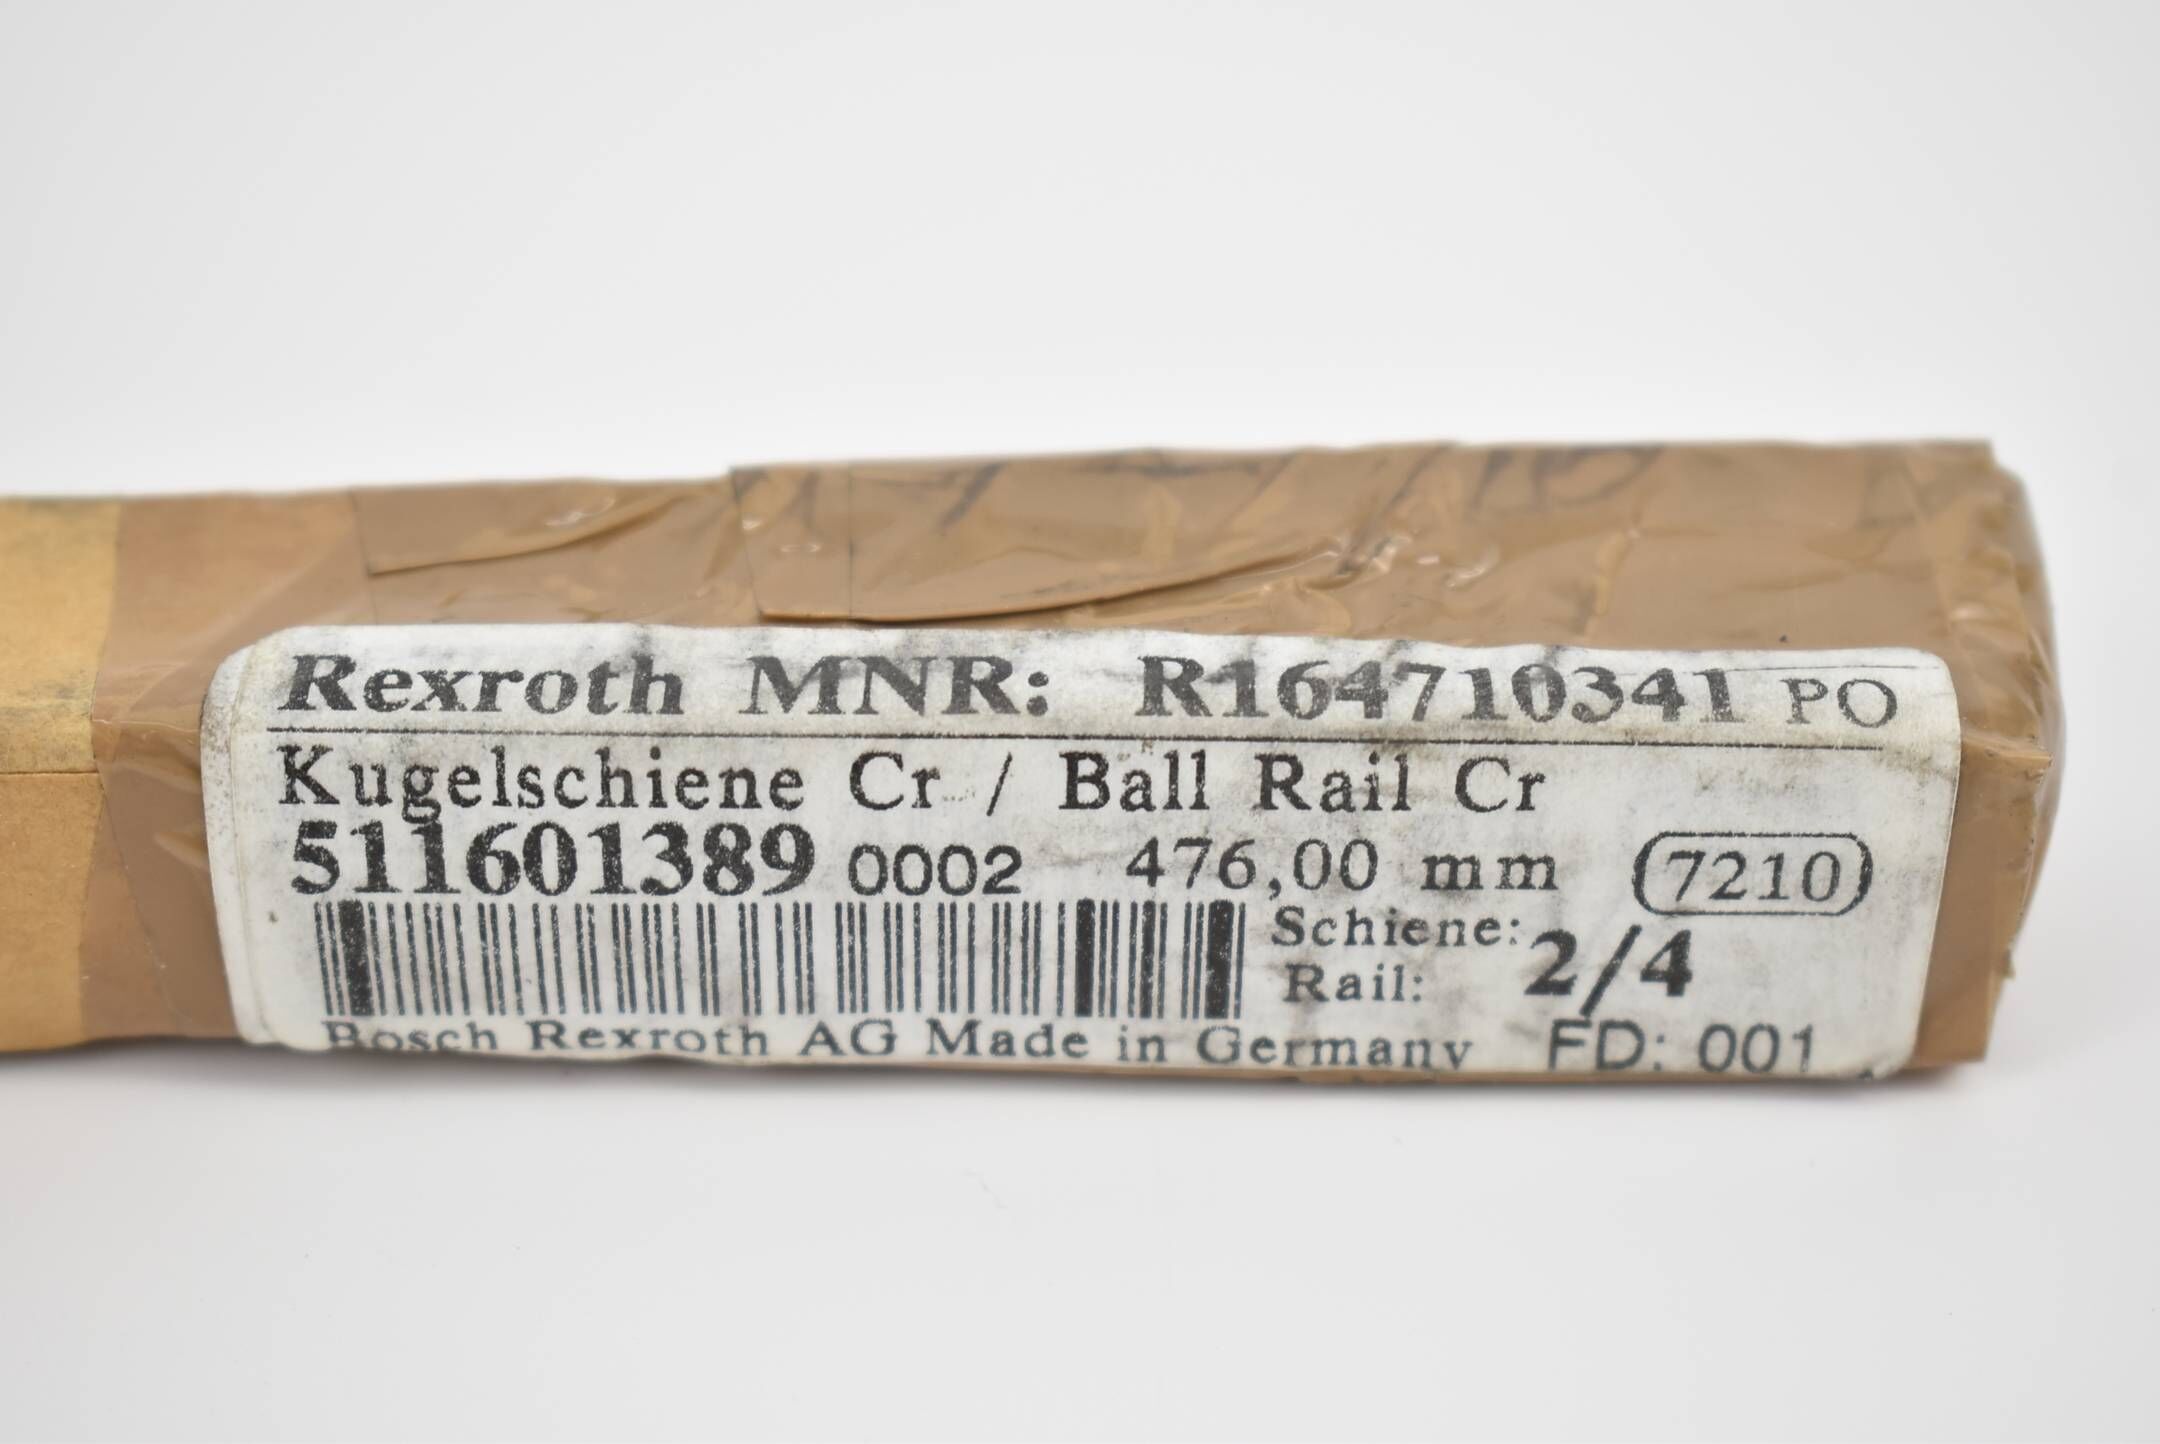 Rexroth MNR: R164710341 PO
Kugelschiene Cr / Ball Rail Cr
511601389 0002 476,00 mm 7210
Schiene: 2/4
Rail:
Bosch Rexroth AG Made in Germany FD: 001